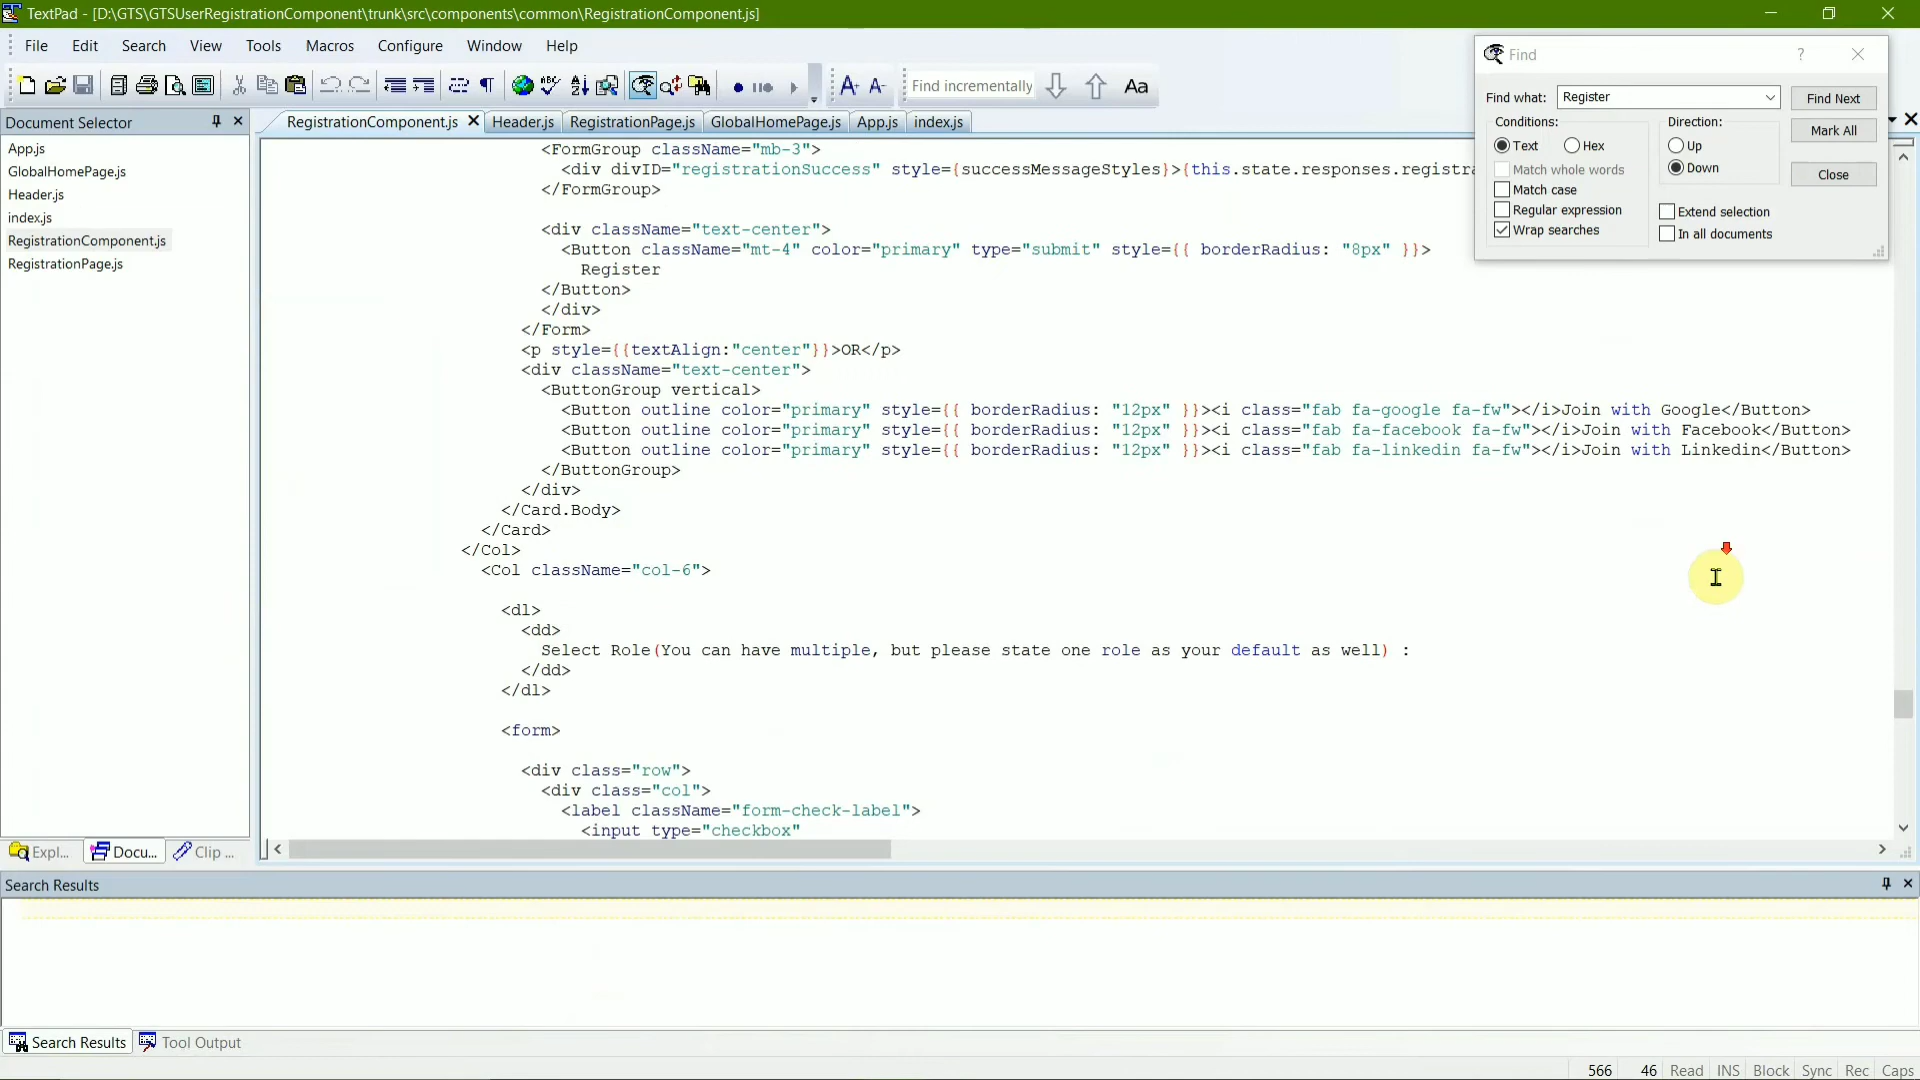 TextPad - [D:\GTS\GTSUserRegistrationComponent\trunk\src\components\common\RegistrationComponent.js]
File Edit Search View Tools Macros Configure Window Help
Find incrementally
Aa
Find
?
Find what: Register
Find Next
Conditions:
Direction:
Mark All
Text
Hex
Up
Match whole words
Down
Close
Match case
Regular expression
Extend selection
Wrap searches
In all documents
Document Selector
App.js
GlobalHomePage.js
Header.js
index.js
RegistrationComponent.js
RegistrationPage.js
Expl...
Docu...
Clip ...
RegistrationComponent.js Header.js RegistrationPage.js GlobalHomePage.js App.js index.js
<FormGroup className="mb-3">
<div divID="registrationSuccess" style={successMessageStyles}>{this.state.responses.registra
</FormGroup>
<div className="text-center">
<Button className="mt-4" color="primary" type="submit" style={{ borderRadius: "8px" }}>
Register
</Button>
</div>
</Form>
<p style={{textAlign:"center"}}>OR</p>
<div className="text-center">
<ButtonGroup vertical>
<Button outline color="primary" style={{ borderRadius: "12px" }}><i class="fab fa-google fa-fw"></i>Join with Google</Button>
<Button outline color="primary" style={{ borderRadius: "12px" }}><i class="fab fa-facebook fa-fw"></i>Join with Facebook</Button>
<Button outline color="primary" style={{ borderRadius: "12px" }}><i class="fab fa-linkedin fa-fw"></i>Join with Linkedin</Button>
</ButtonGroup>
</div>
</Card.Body>
</Card>
</Col>
<Col className="col-6">
<dl>
<dd>
Select Role(You can have multiple, but please state one role as your default as well) :
</dd>
</dl>
<form>
<div class="row">
<div class="col">
<label className="form-check-label">
<input type="checkbox"
Search Results
Search Results
Tool Output
566 46 Read INS Block Sync Rec Caps